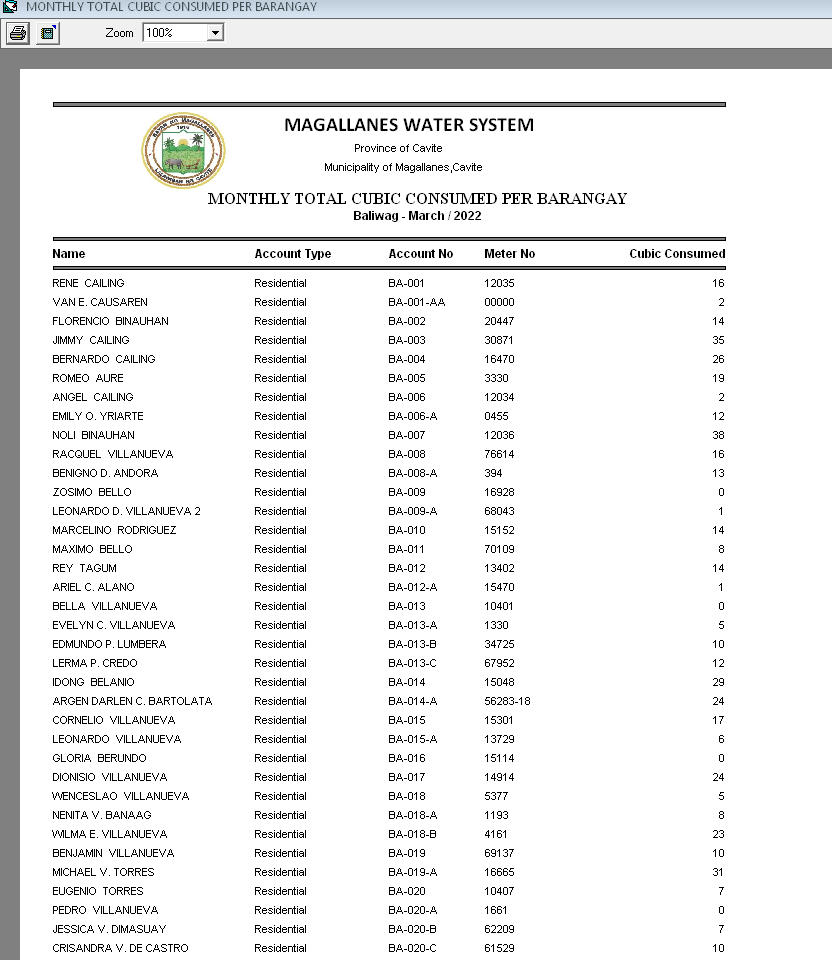 MONTHLY TOTAL CUBIC CONSUMED PER BARANGAY
Zoom 100%
MAGALLANES WATER SYSTEM
Province of Cavite
Municipality of Magallanes,Cavite
MONTHLY TOTAL CUBIC CONSUMED PER BARANGAY
Baliwag - March / 2022
Name Account Type Account No Meter No Cubic Consumed
RENE CAILING Residential BA-001 12035 16
VAN E. CAUSAREN Residential BA-001-AA 00000 2
FLORENCIO BINAUHAN Residential BA-002 20447 14
JIMMY CAILING Residential BA-003 30871 35
BERNARDO CAILING Residential BA-004 16470 26
ROMEO AURE Residential BA-005 3330 19
ANGEL CAILING Residential BA-006 12034 2
EMILY O. YRIARTE Residential BA-006-A 0455 12
NOLI BINAUHAN Residential BA-007 12036 38
RACQUEL VILLANUEVA Residential BA-008 76614 16
BENIGNO D. ANDORA Residential BA-008-A 394 13
ZOSIMO BELLO Residential BA-009 16928 0
LEONARDO D. VILLANUEVA 2 Residential BA-009-A 68043 1
MARCELINO RODRIGUEZ Residential BA-010 15152 14
MAXIMO BELLO Residential BA-011 70109 8
REY TAGUM Residential BA-012 13402 14
ARIEL C. ALANO Residential BA-012-A 15470 1
BELLA VILLANUEVA Residential BA-013 10401 0
EVELYN C. VILLANUEVA Residential BA-013-A 1330 5
EDMUNDO P. LUMBERA Residential BA-013-B 34725 10
LERMA P. CREDO Residential BA-013-C 67952 12
IDONG BELANIO Residential BA-014 15048 29
ARGEN DARLEN C. BARTOLATA Residential BA-014-A 56283-18 24
CORNELIO VILLANUEVA Residential BA-015 15301 17
LEONARDO VILLANUEVA Residential BA-015-A 13729 6
GLORIA BERUNDO Residential BA-016 15114 0
DIONISIO VILLANUEVA Residential BA-017 14914 24
WENCESLAO VILLANUEVA Residential BA-018 5377 5
NENITA V. BANAAG Residential BA-018-A 1193 8
WILMA E. VILLANUEVA Residential BA-018-B 4161 23
BENJAMIN VILLANUEVA Residential BA-019 69137 10
MICHAEL V. TORRES Residential BA-019-A 16665 31
EUGENIO TORRES Residential BA-020 10407 7
PEDRO VILLANUEVA Residential BA-020-A 1661 0
JESSICA V. DIMASUAY Residential BA-020-B 62209 7
CRISANDRA V. DE CASTRO Residential BA-020-C 61529 10